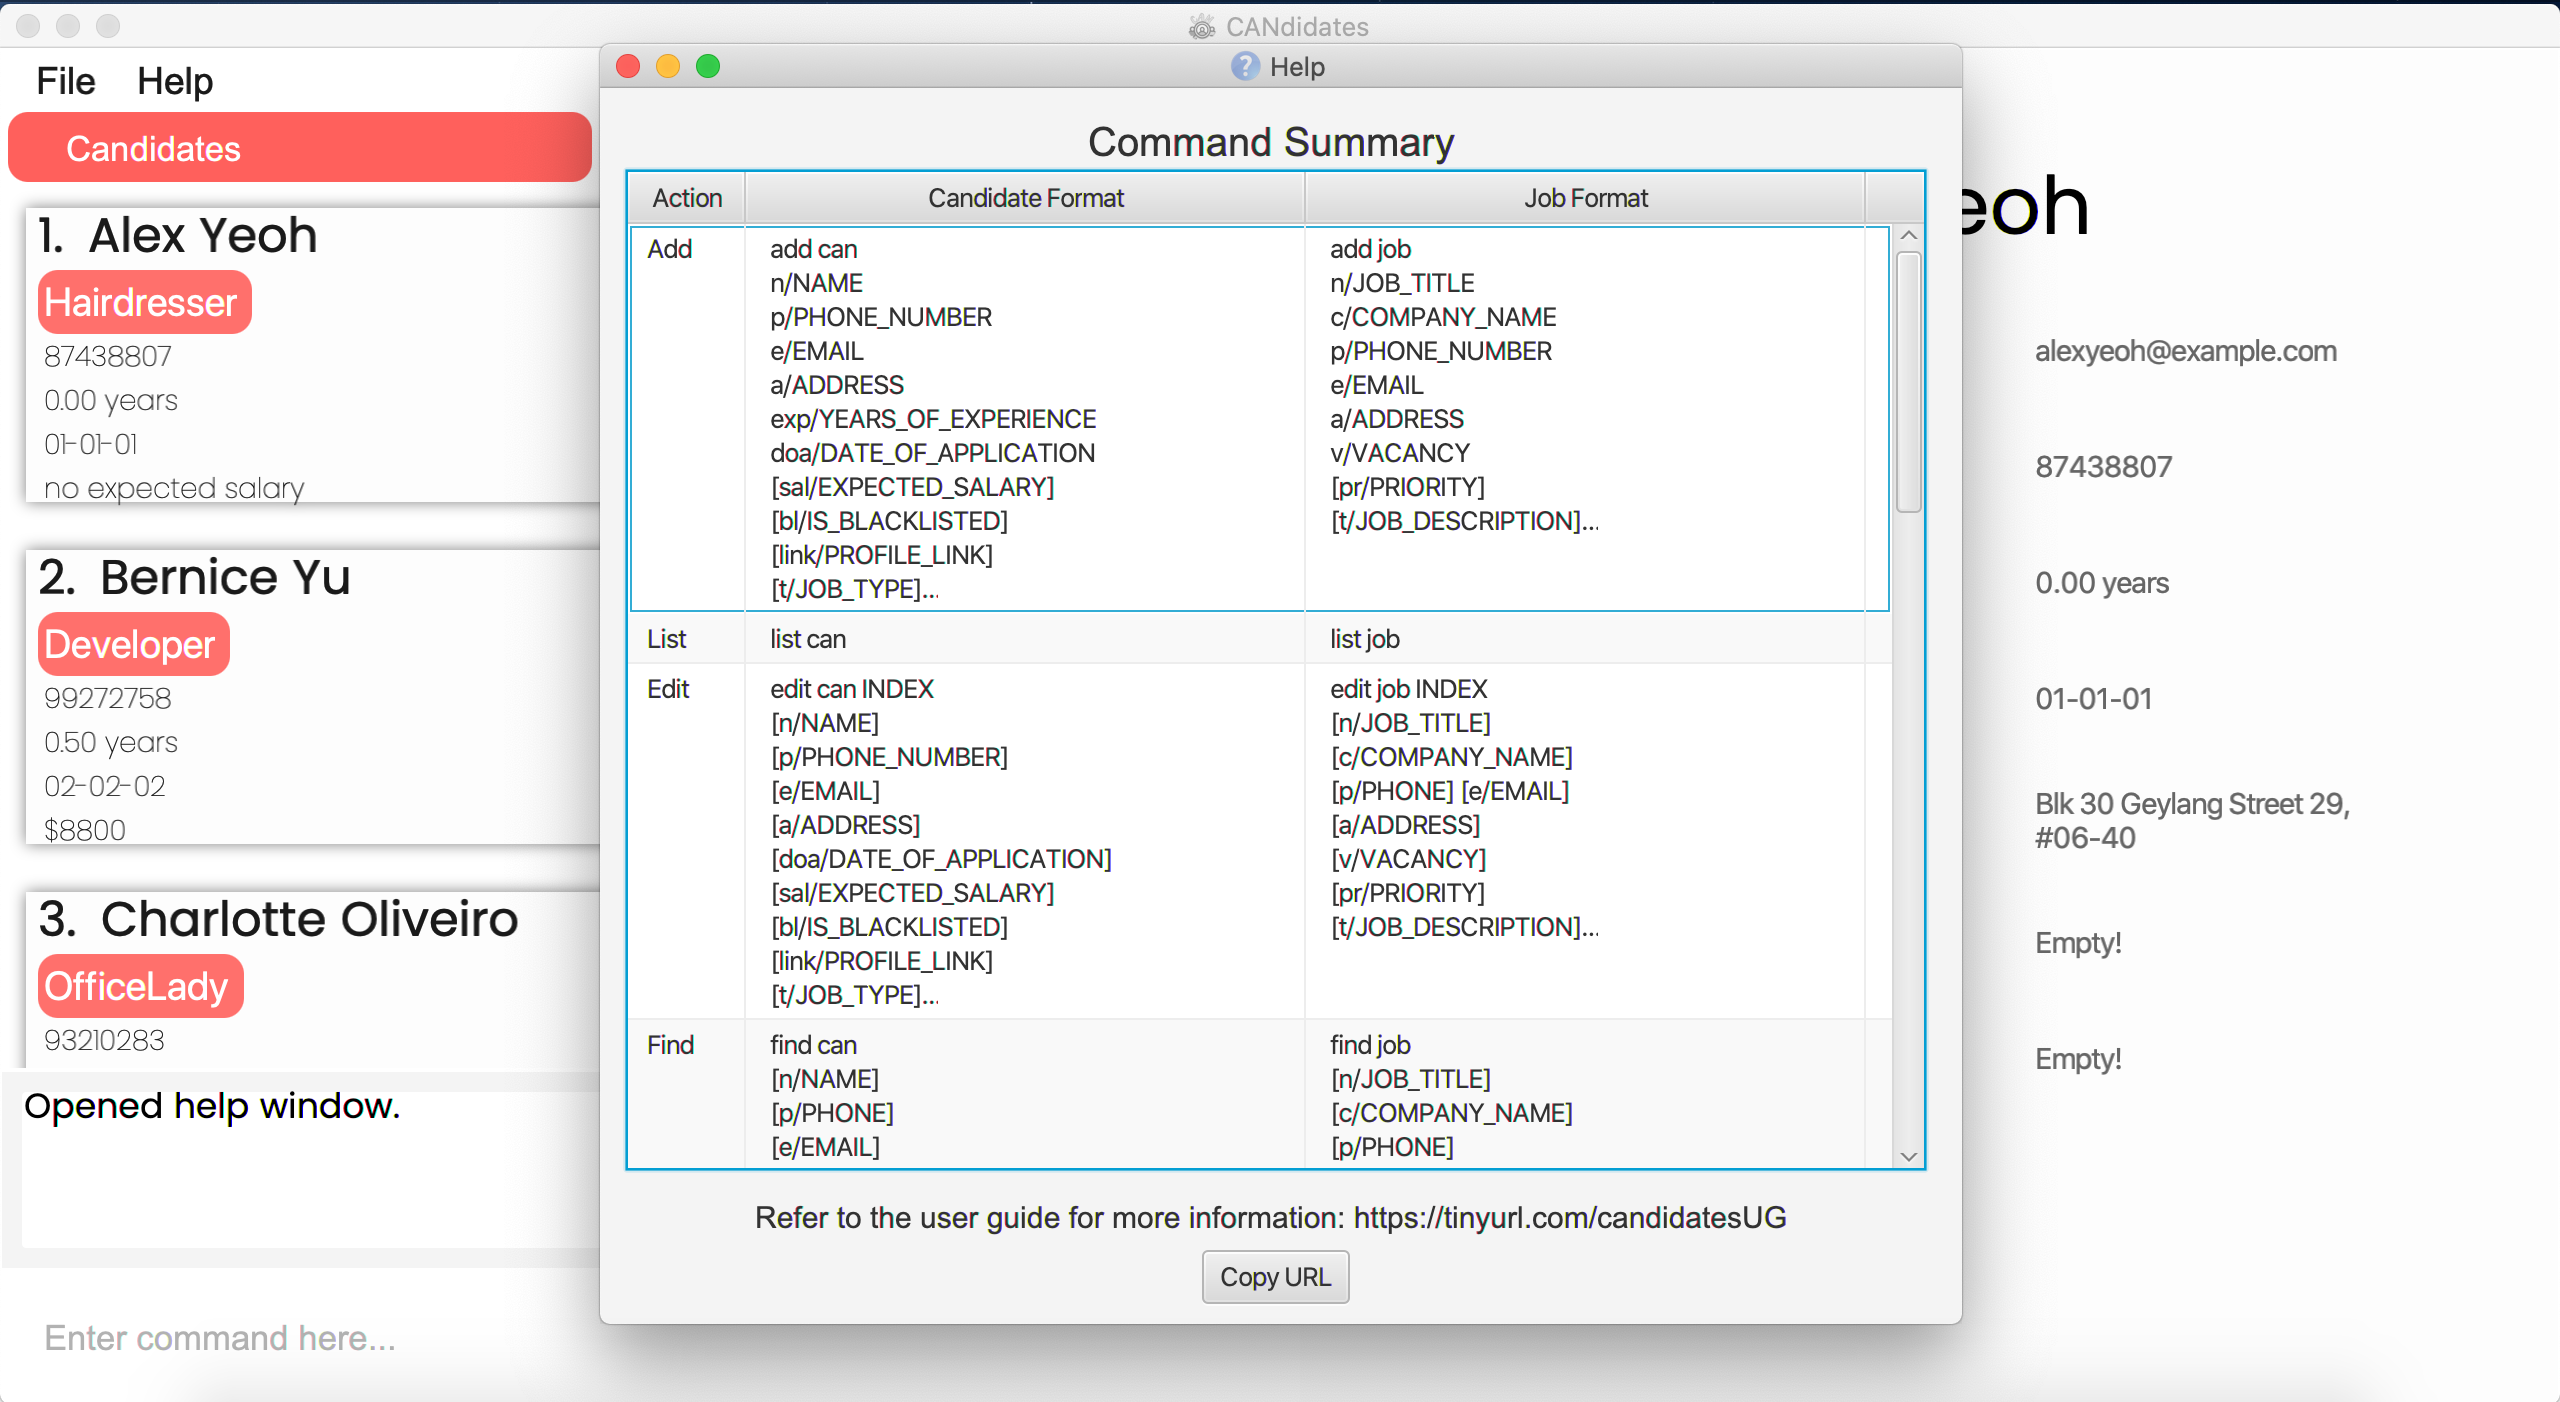 CANdidates
File Help
Candidates
1. Alex Yeoh
Hairdresser
87438807
0.00 years
01-01-01
no expected salary
2. Bernice Yu
Developer
99272758
0.50 years
02-02-02
$8800
3. Charlotte Oliveiro
OfficeLady
93210283
Opened help window.
Enter command here...
Help
Command Summary
Action Candidate Format Job Format
Add
add can
n/NAME
p/PHONE_NUMBER
e/EMAIL
a/ADDRESS
exp/YEARS_OF_EXPERIENCE
doa/DATE_OF_APPLICATION
[sal/EXPECTED_SALARY]
[bl/IS_BLACKLISTED]
[link/PROFILE_LINK]
[t/JOB_TYPE]...
add job
n/JOB_TITLE
c/COMPANY_NAME
p/PHONE_NUMBER
e/EMAIL
a/ADDRESS
v/VACANCY
[pr/PRIORITY]
[t/JOB_DESCRIPTION]...
List
list can
list job
Edit
edit can INDEX
[n/NAME]
[p/PHONE_NUMBER]
[e/EMAIL]
[a/ADDRESS]
[doa/DATE_OF_APPLICATION]
[sal/EXPECTED_SALARY]
[bl/IS_BLACKLISTED]
[link/PROFILE_LINK]
[t/JOB_TYPE]...
edit job INDEX
[n/JOB_TITLE]
[c/COMPANY_NAME]
[p/PHONE] [e/EMAIL]
[a/ADDRESS]
[v/VACANCY]
[pr/PRIORITY]
[t/JOB_DESCRIPTION]...
Find
find can
[n/NAME]
[p/PHONE]
[e/EMAIL]
find job
[n/JOB_TITLE]
[c/COMPANY_NAME]
[p/PHONE]
Refer to the user guide for more information: https://tinyurl.com/candidatesUG
Copy URL
eoh
alexyeoh@example.com
87438807
0.00 years
01-01-01
Blk 30 Geylang Street 29,
#06-40
Empty!
Empty!